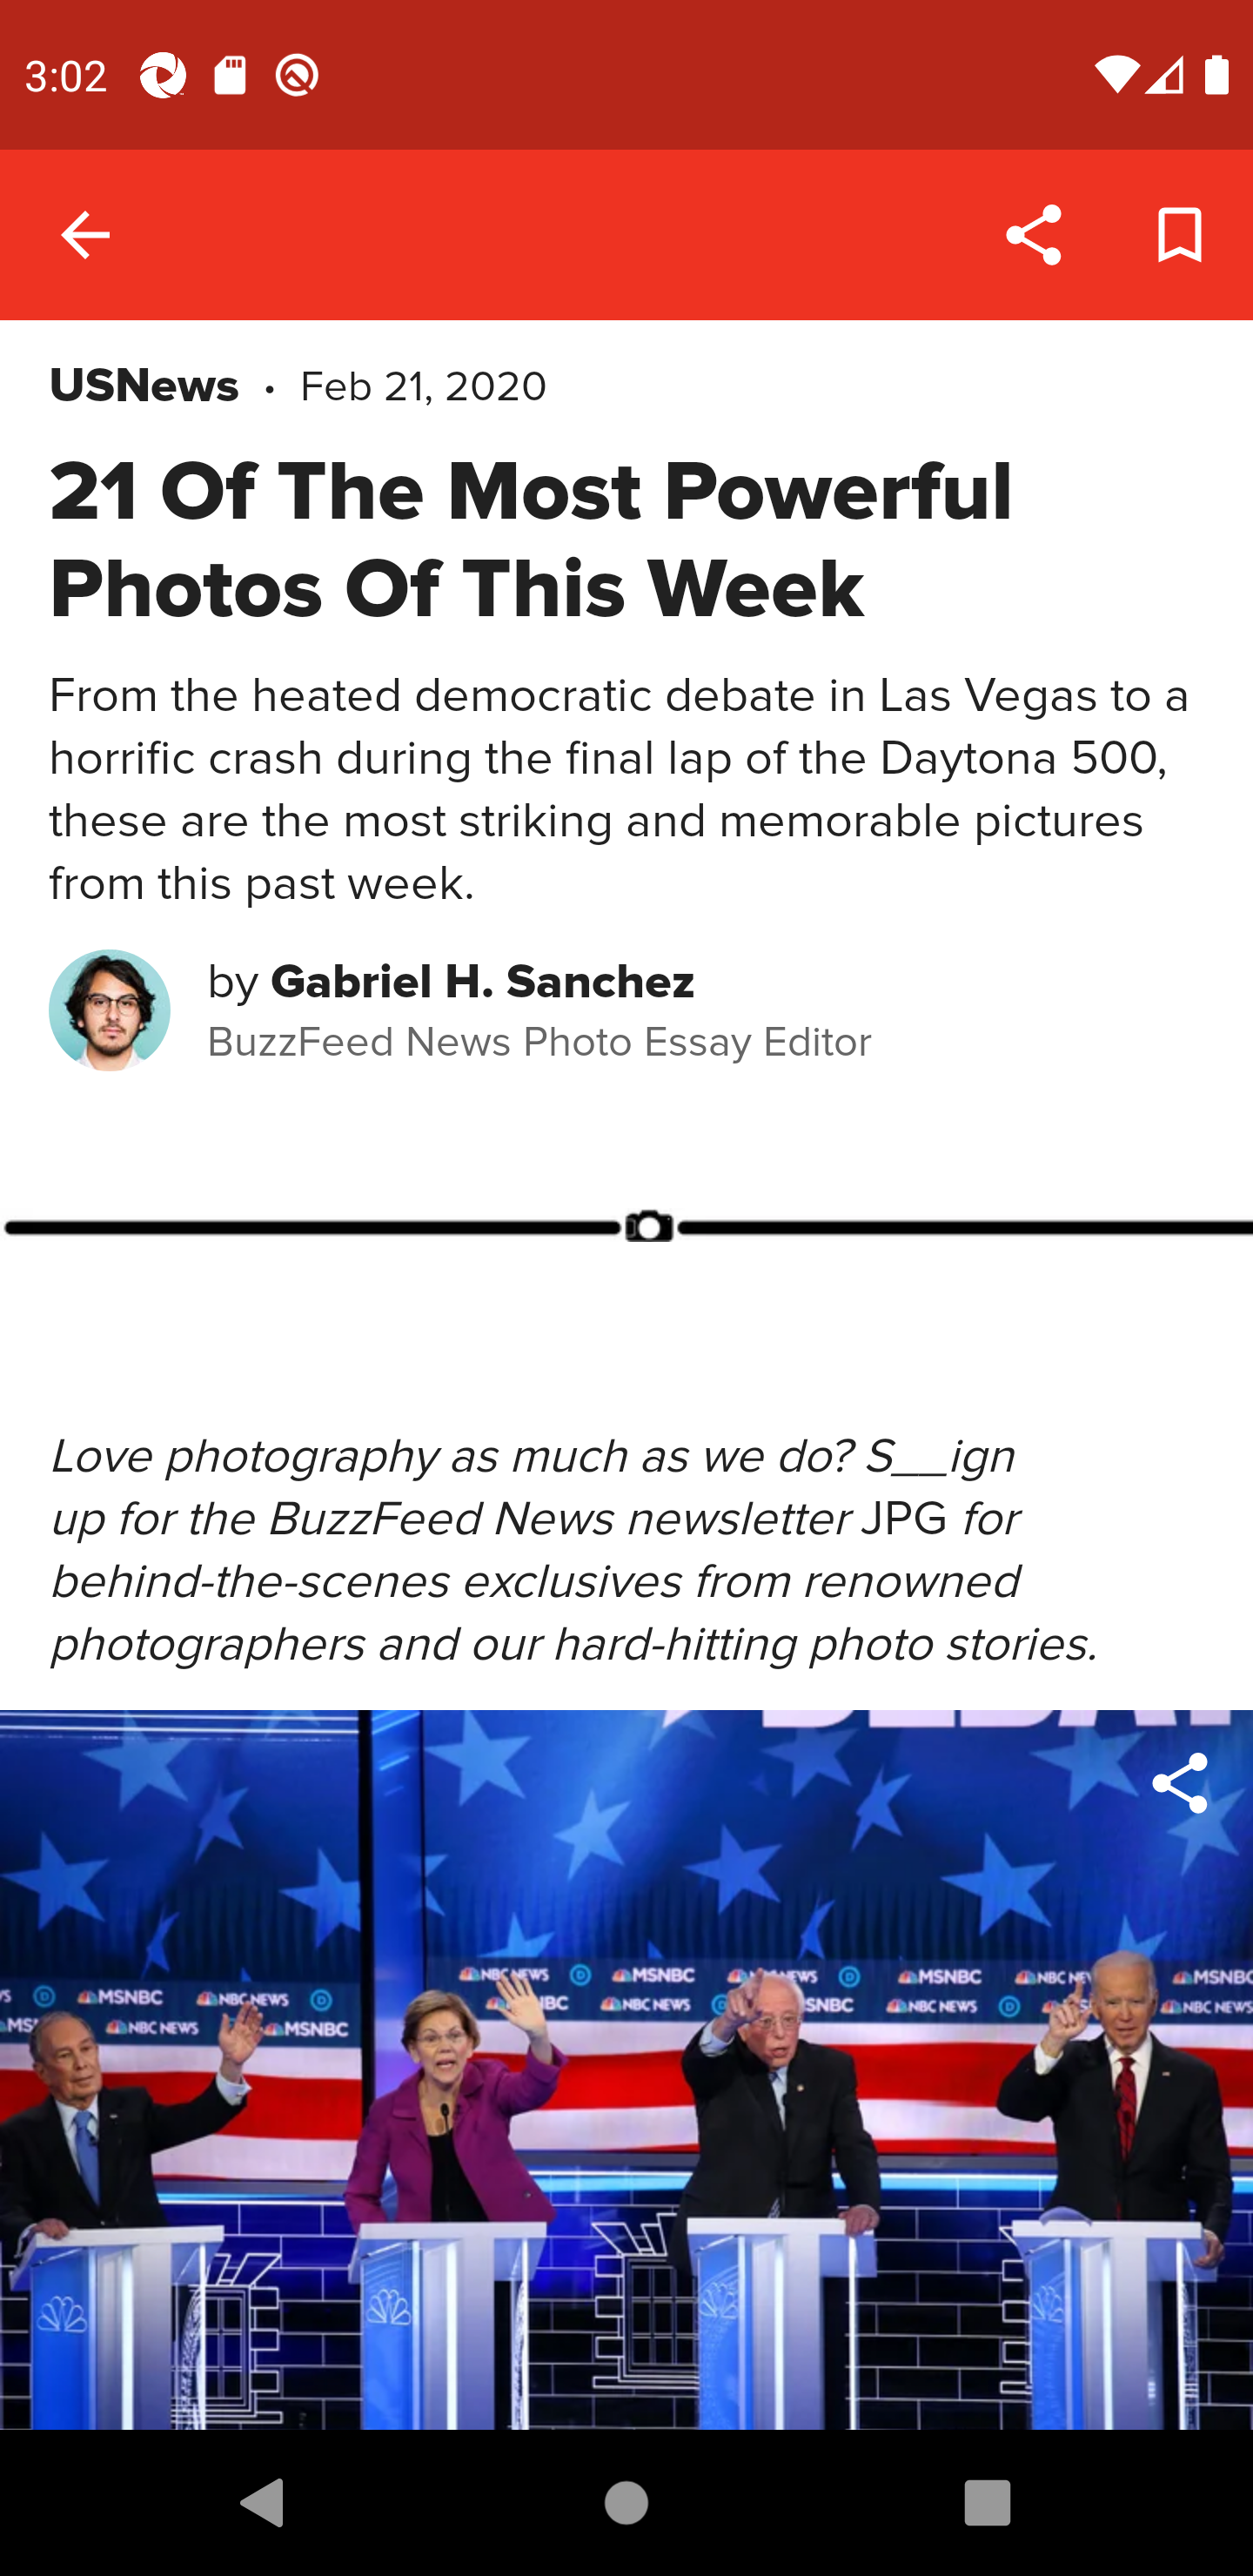 3:02
USNews · Feb 21, 2020
21 Of The Most Powerful
Photos Of This Week
From the heated democratic debate in Las Vegas to a
horrific crash during the final lap of the Daytona 500,
these are the most striking and memorable pictures
from this past week.
by Gabriel H. Sanchez
BuzzFeed News Photo Essay Editor
Love photography as much as we do? S__ign
up for the BuzzFeed News newsletter JPG for
behind-the-scenes exclusives from renowned
photographers and our hard-hitting photo stories.
NBC NEWS MSNBC MSNBC
MSNBC NBC NEWS NBC NEWS NBC NEWS NBC NEWS
NBC NEWS MSNBC